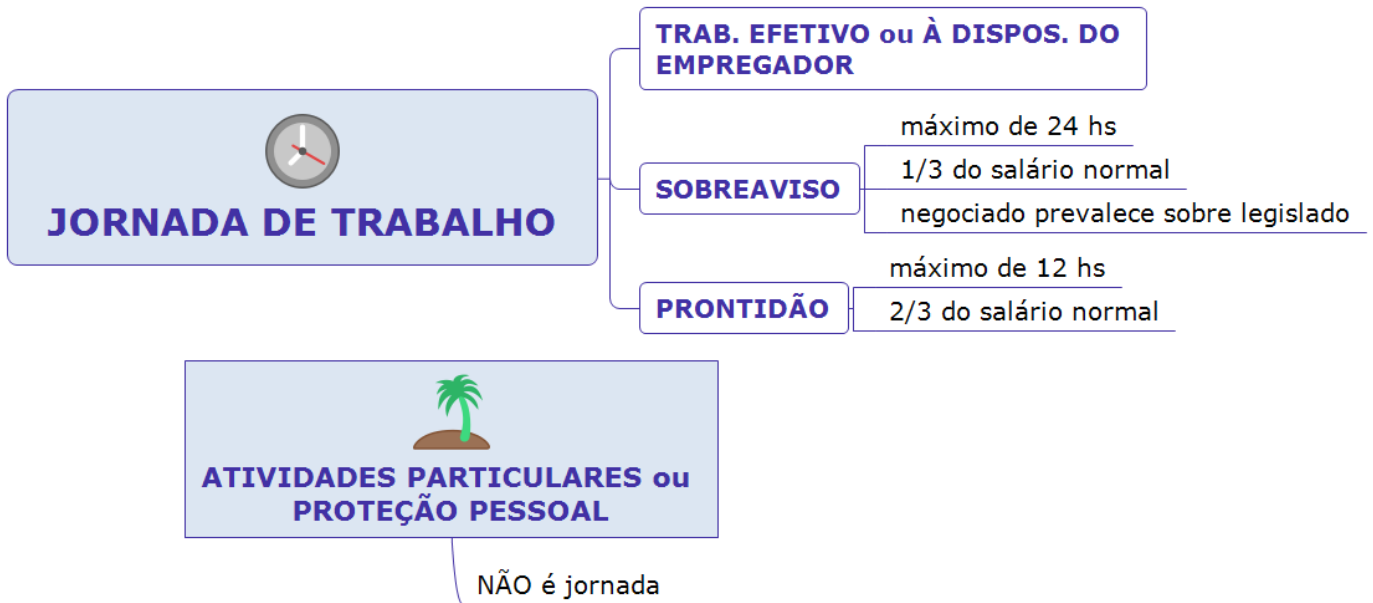 TRAB. EFETIVO ou À DISPOS. DO
EMPREGADOR
JORNADA DE TRABALHO
SOBREAVISO
máximo de 24 hs
1/3 do salário normal
negociado prevalece sobre legislado
PRONTIDÃO
máximo de 12 hs
2/3 do salário normal
ATIVIDADES PARTICULARES ou
PROTEÇÃO PESSOAL
NÃO é jornada